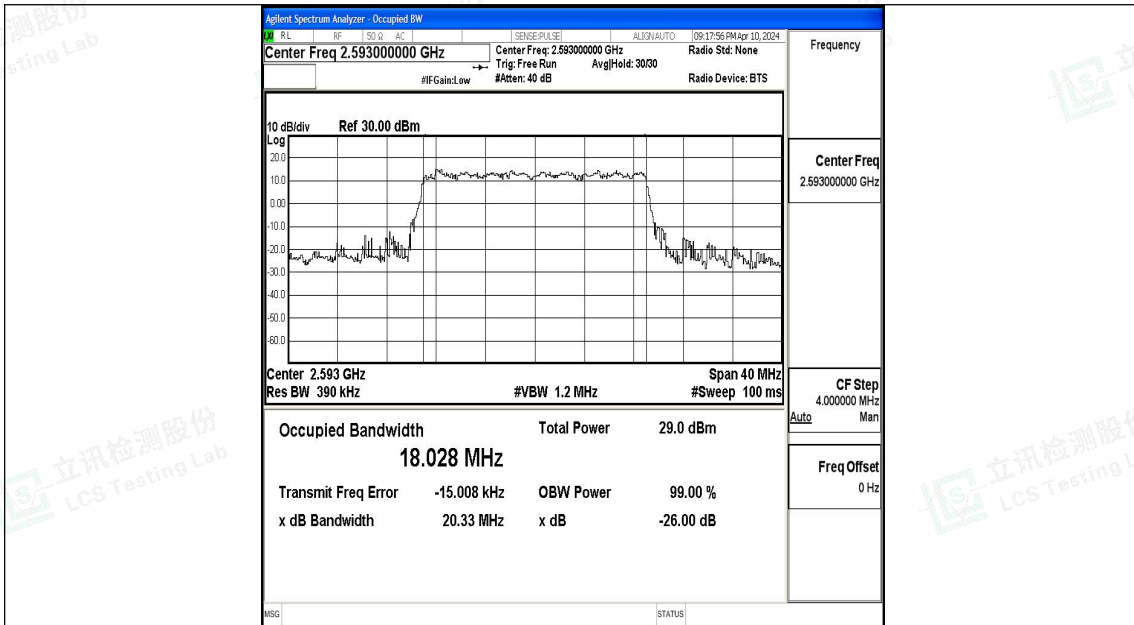 Agilent Spectrum Analyzer - Occupied BW
RL RF 50 Ω AC SENSE:PULSE ALIGN AUTO 09:17:56 PM Apr 10, 2024
Center Freq 2.593000000 GHz
Center Freq: 2.593000000 GHz
Radio Std: None
Trig: Free Run Avg|Hold: 30/30
#IFGain:Low
#Atten: 40 dB
Radio Device: BTS
10 dB/div Ref 30.00 dBm
Log
20.0
10.0
0.00
-10.0
-20.0
-30.0
-40.0
-50.0
-60.0
Center 2.593 GHz Span 40 MHz
Res BW 390 kHz #VBW 1.2 MHz #Sweep 100 ms
Occupied Bandwidth Total Power 29.0 dBm
18.028 MHz
Transmit Freq Error -15.008 kHz OBW Power 99.00 %
x dB Bandwidth 20.33 MHz x dB -26.00 dB
MSG STATUS
Frequency
Center Freq
2.593000000 GHz
CF Step
4.000000 MHz
Auto Man
Freq Offset
0 Hz
测股份
sting Lab
立讯检测股份
LCS Testing Lab
立讯检测股份
LCS Testing L